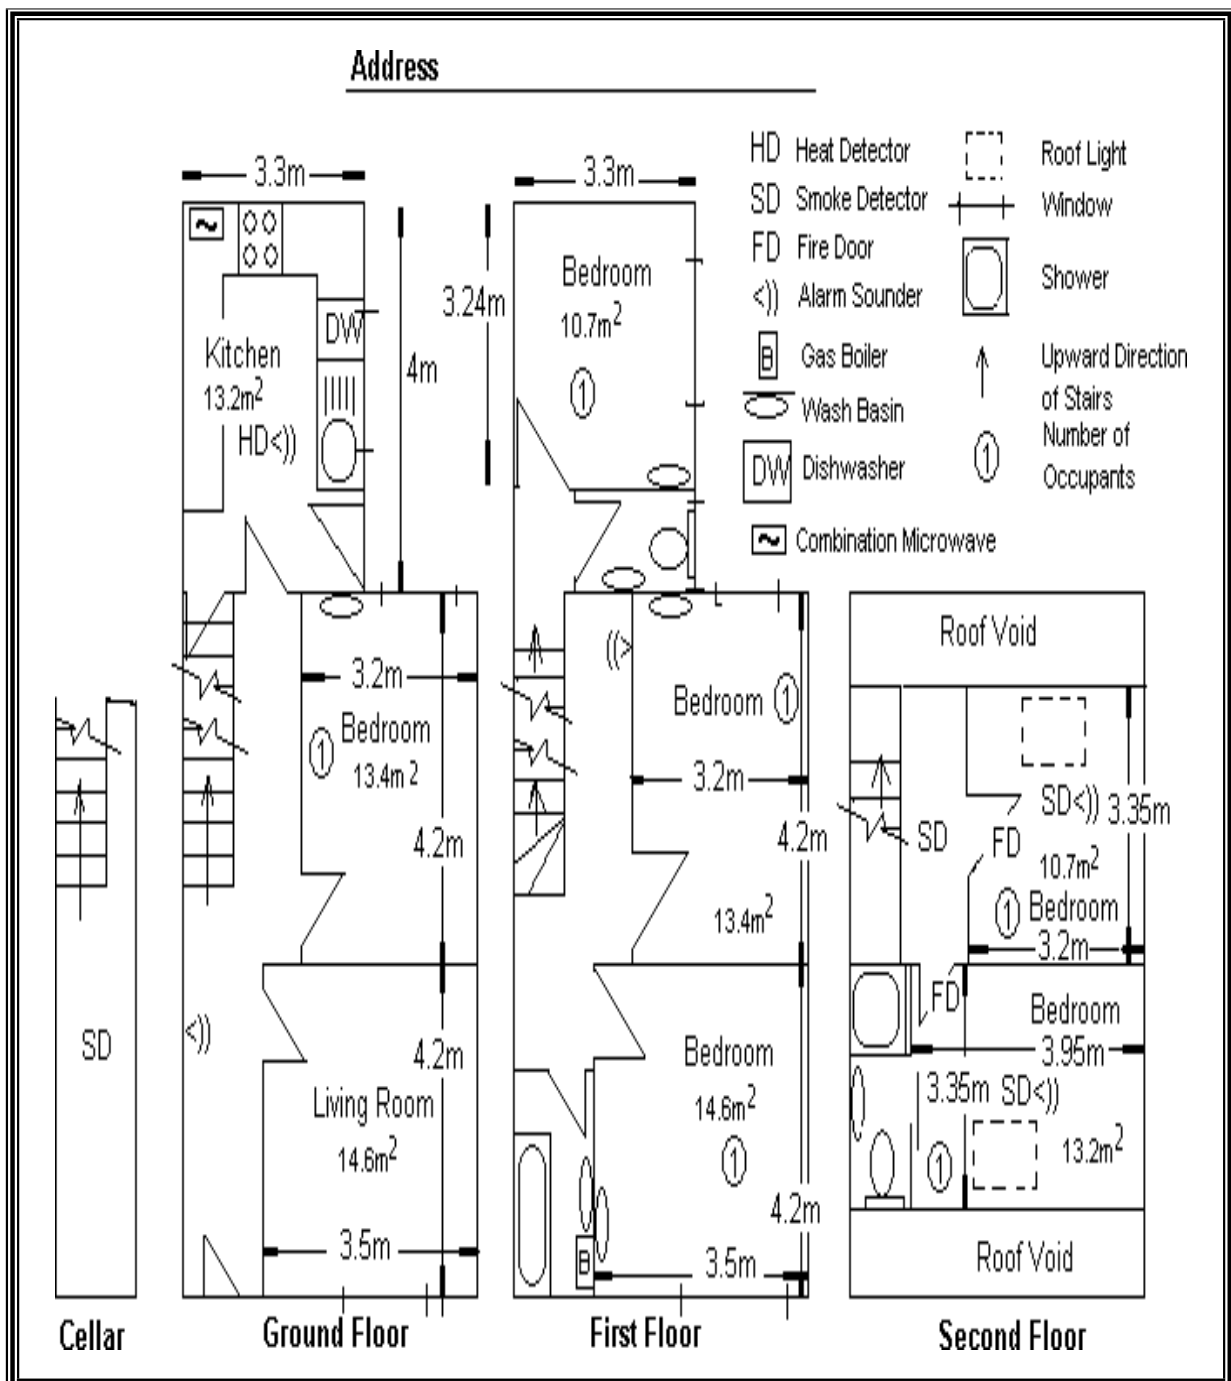 Address
HD Heat Detector
SD Smoke Detector
FD Fire Door
<)) Alarm Sounder
B Gas Boiler
Wash Basin
DW Dishwasher
~ Combination Microwave
Roof Light
Window
Shower
Upward Direction
of Stairs
1 Number of
Occupants
SD
Cellar
3.3m
~
DW
4m
Kitchen
13.2m²
HD<))
3.2m
1 Bedroom
13.4m²
4.2m
<))
4.2m
Living Room
14.6m²
3.5m
Ground Floor
3.3m
3.24m
Bedroom
10.7m²
1
((>
Bedroom 1
3.2m
4.2m
13.4m²
Bedroom
14.6m²
1
4.2m
B
3.5m
First Floor
Roof Void
SD<))
3.35m
SD
FD
10.7m²
1 Bedroom
3.2m
FD
Bedroom
3.95m
3.35m SD<))
13.2m²
1
Roof Void
Second Floor